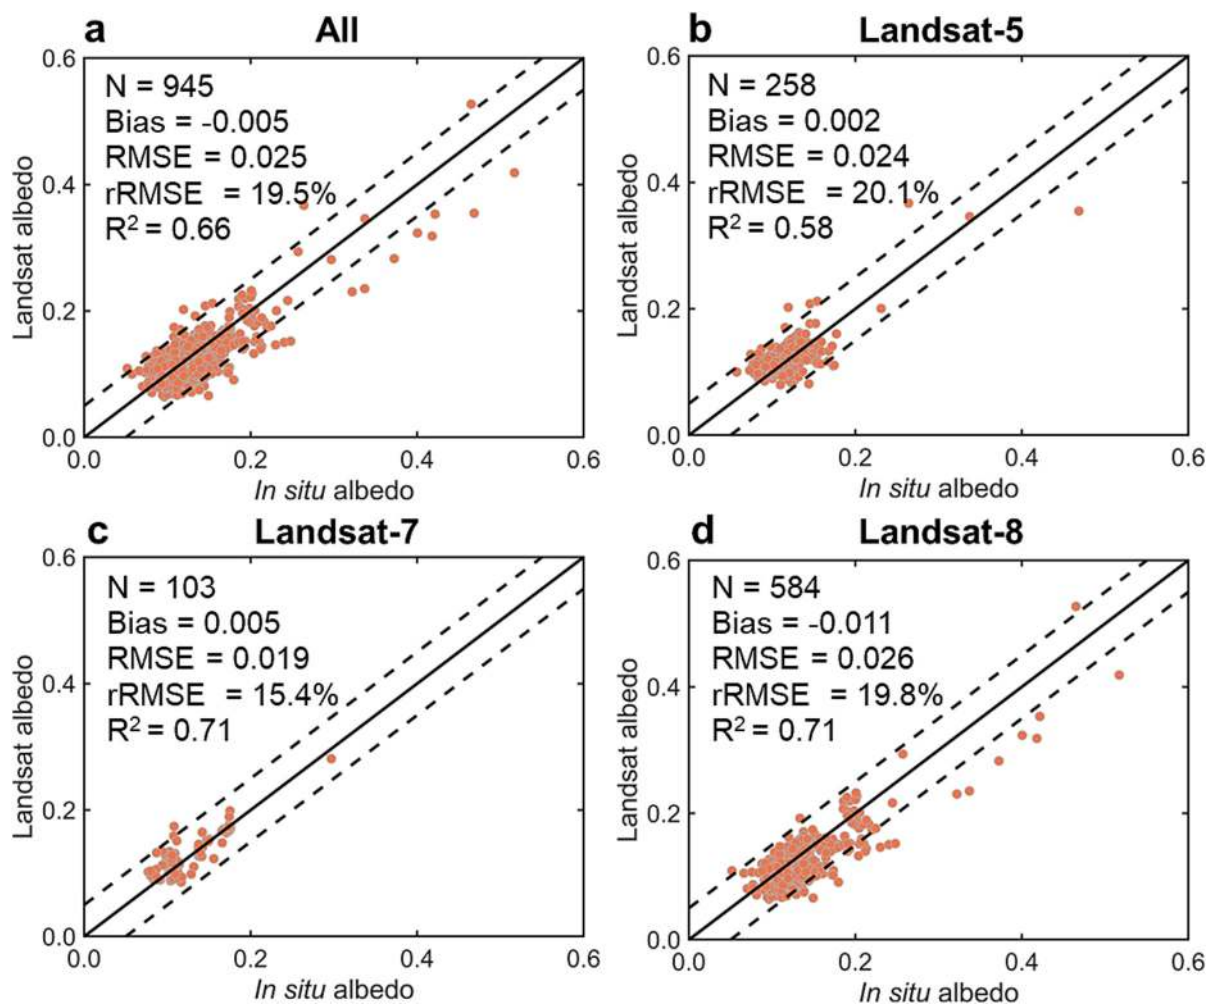 a All
0.6
N = 945
Bias = -0.005
RMSE = 0.025
rRMSE = 19.5%
R² = 0.66
0.4
0.2
0.0
Landsat albedo
0.0 0.2 0.4 0.6
In situ albedo
b Landsat-5
0.6
N = 258
Bias = 0.002
RMSE = 0.024
rRMSE = 20.1%
R² = 0.58
0.4
0.2
0.0
Landsat albedo
0.0 0.2 0.4 0.6
In situ albedo
c Landsat-7
0.6
N = 103
Bias = 0.005
RMSE = 0.019
rRMSE = 15.4%
R² = 0.71
0.4
0.2
0.0
Landsat albedo
0.0 0.2 0.4 0.6
In situ albedo
d Landsat-8
0.6
N = 584
Bias = -0.011
RMSE = 0.026
rRMSE = 19.8%
R² = 0.71
0.4
0.2
0.0
Landsat albedo
0.0 0.2 0.4 0.6
In situ albedo